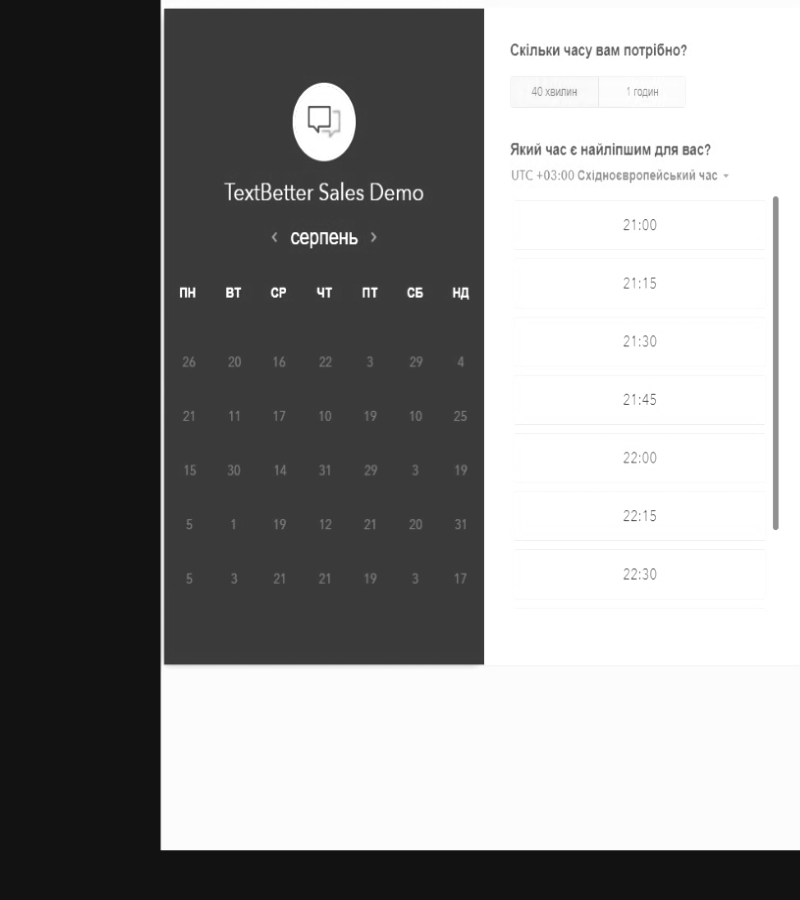 TextBetter Sales Demo
серпень
ПН ВТ СР ЧТ ПТ СБ НД
26 20 16 22 3 29 4
21 11 17 10 19 10 25
15 30 14 31 29 3 19
5 1 19 12 21 20 31
5 3 21 21 19 3 17
Скільки часу вам потрібно?
40 хвилин 1 годин
Який час є найліпшим для вас?
UTC +03:00 Східноєвропейський час
21:00
21:15
21:30
21:45
22:00
22:15
22:30